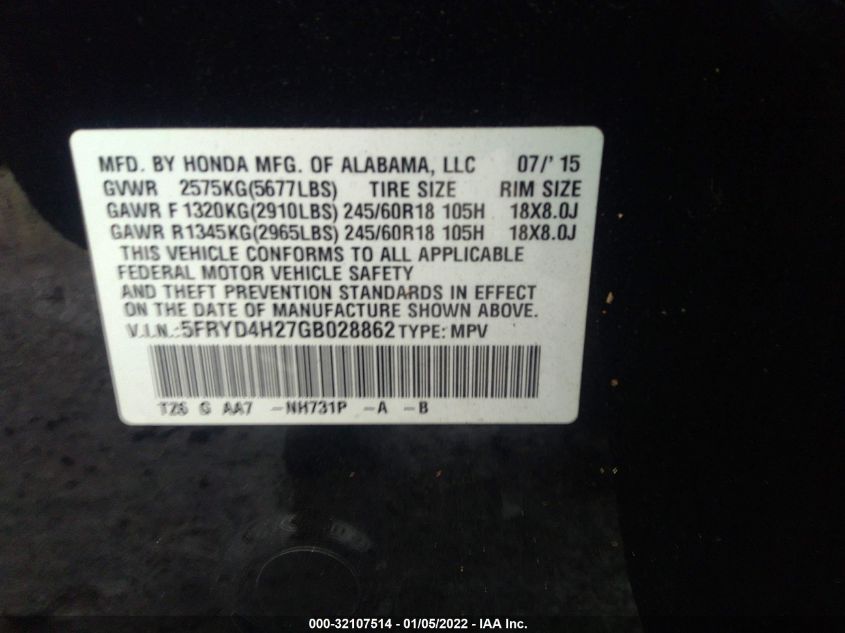 MFD. BY HONDA MFG. OF ALABAMA, LLC 07/' 15
GVWR 2575KG(5677LBS) TIRE SIZE RIM SIZE
GAWR F 1320KG(2910LBS) 245/60R18 105H 18X8.0J
GAWR R1345KG(2965LBS) 245/60R18 105H 18X8.0J
THIS VEHICLE CONFORMS TO ALL APPLICABLE
FEDERAL MOTOR VEHICLE SAFETY
AND THEFT PREVENTION STANDARDS IN EFFECT
ON THE DATE OF MANUFACTURE SHOWN ABOVE.
V.I.N.:5FRYD4H27GB028862 TYPE: MPV
TZ6 G AA7 -NH731P -A -B
000-32107514 - 01/05/2022 - IAA Inc.